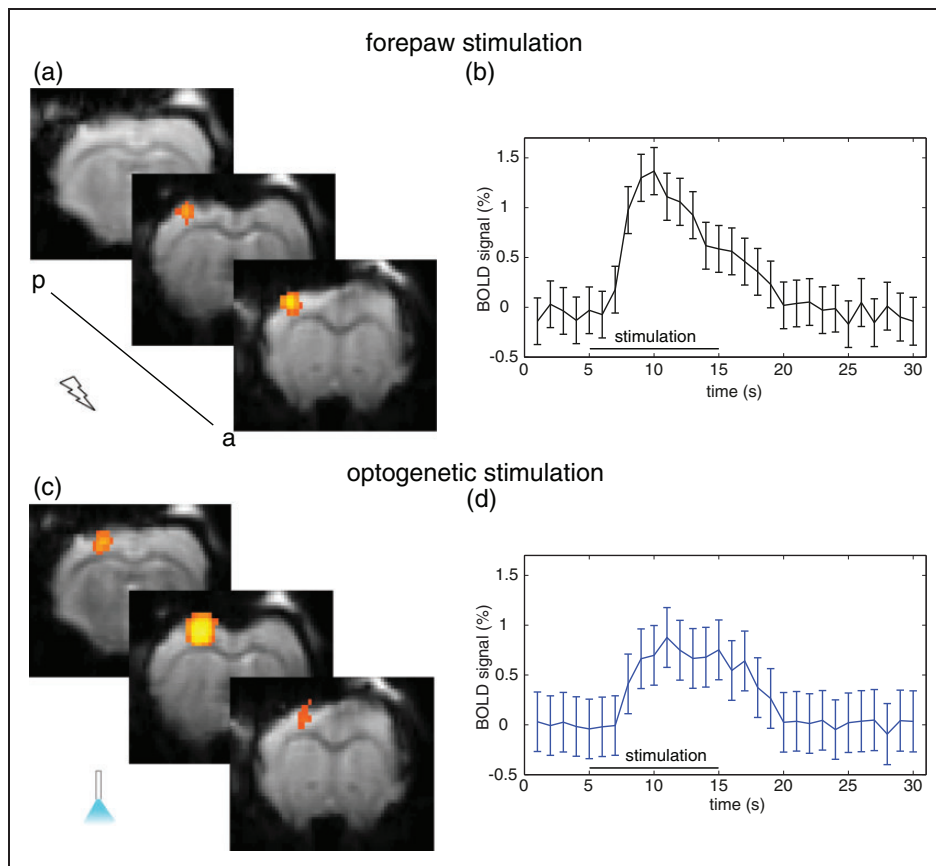 forepaw stimulation
(a)
(b)
p
a
BOLD signal (%)
1.5
1
0.5
0
-0.5
stimulation
0 5 10 15 20 25 30
time (s)
optogenetic stimulation
(c)
(d)
BOLD signal (%)
1.5
1
0.5
0
-0.5
stimulation
0 5 10 15 20 25 30
time (s)